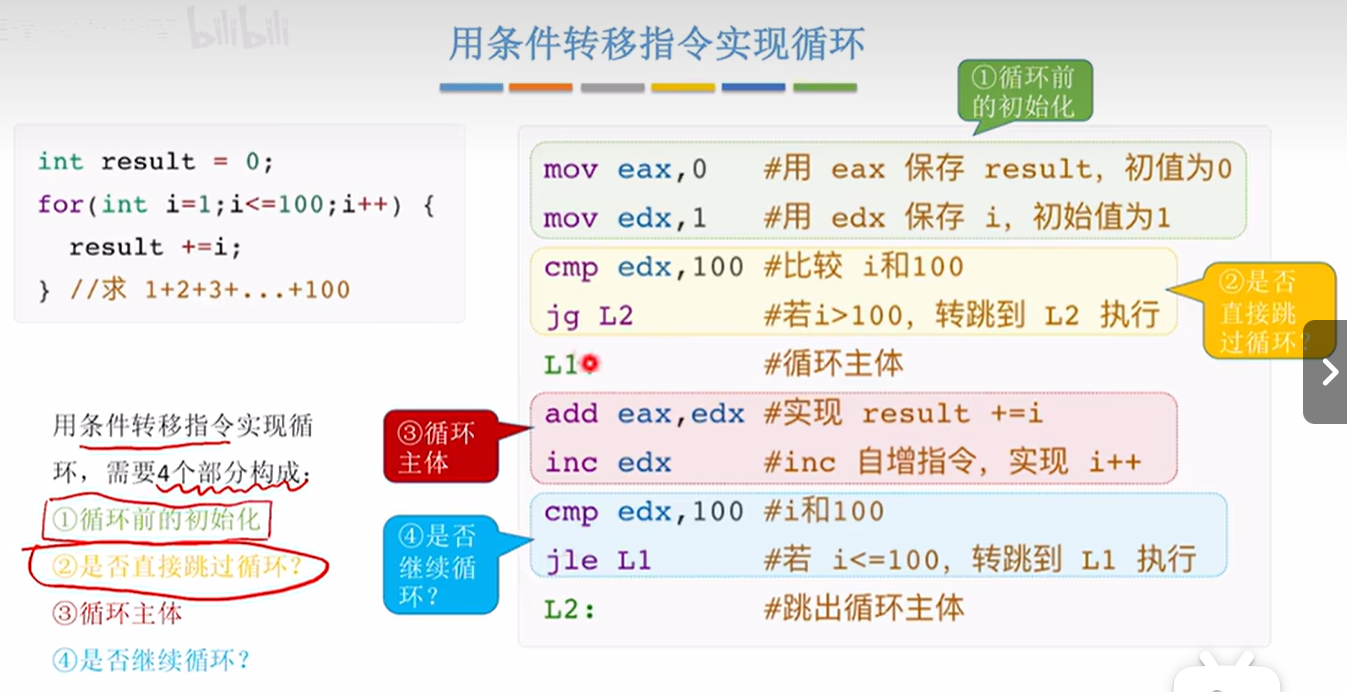 bilibili
用条件转移指令实现循环
①循环前
的初始化
int result = 0;
for(int i=1;i<=100;i++) {
result +=i;
} //求 1+2+3+...+100
mov eax,0 #用 eax 保存 result，初值为0
mov edx,1 #用 edx 保存 i，初始值为1
cmp edx,100 #比较 i和100
jg L2 #若i>100，转跳到 L2 执行
②是否
直接跳
过循环？
L1 #循环主体
add eax,edx #实现 result +=i
inc edx #inc 自增指令，实现 i++
③循环
主体
cmp edx,100 #i和100
jle L1 #若 i<=100，转跳到 L1 执行
L2: #跳出循环主体
④是否
继续循
环？
用条件转移指令实现循
环，需要4个部分构成：
①循环前的初始化
②是否直接跳过循环？
③循环主体
④是否继续循环？